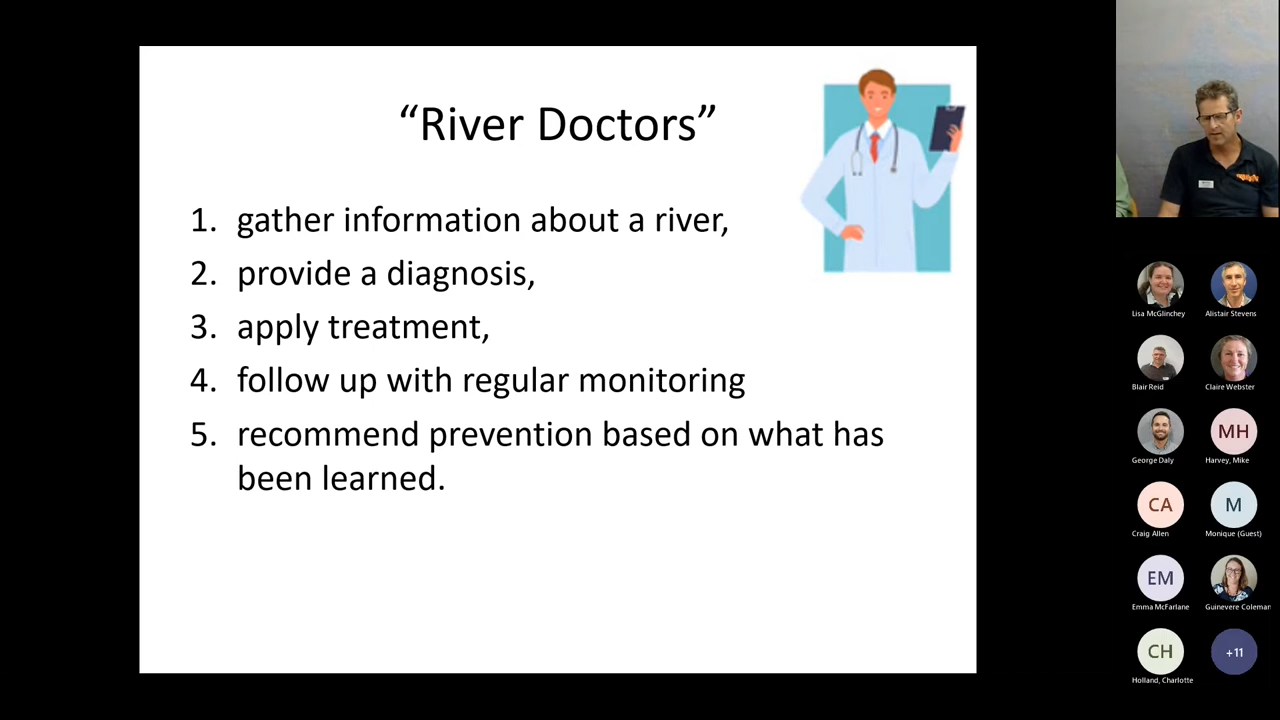 “River Doctors”
1. gather information about a river,
2. provide a diagnosis,
3. apply treatment,
4. follow up with regular monitoring
5. recommend prevention based on what has
been learned.
Lisa McGlinchey
Alistair Stevens
Blair Reid
Claire Webster
George Daly
MH
Harvey, Mike
CA
Craig Allen
M
Monique (Guest)
EM
Emma McFarlane
Guinevere Coleman
CH
Holland, Charlotte
+11